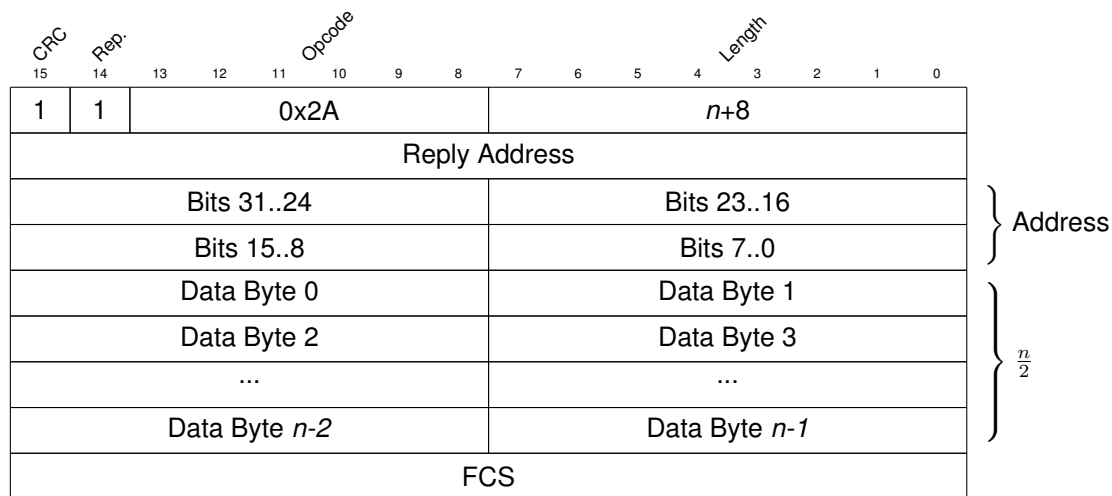 CRC Rep. Opcode Length
15 14 13 12 11 10 9 8 7 6 5 4 3 2 1 0
1 1 0x2A n+8
Reply Address
Bits 31..24 Bits 23..16
Address
Bits 15..8 Bits 7..0
Data Byte 0 Data Byte 1
Data Byte 2 Data Byte 3
n
2
... ...
Data Byte n-2 Data Byte n-1
FCS